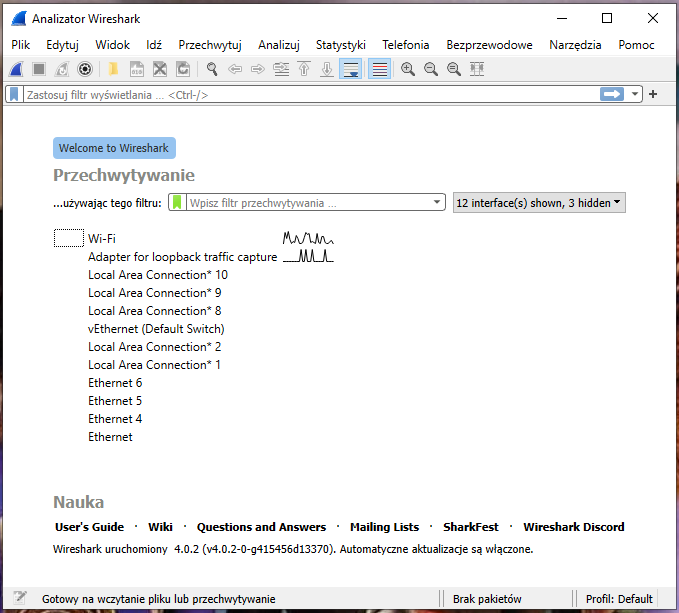 Analizator Wireshark
Plik Edytuj Widok Idź Przechwytuj Analizuj Statystyki Telefonia Bezprzewodowe Narzędzia Pomoc
Zastosuj filtr wyświetlania ... <Ctrl-/>
Welcome to Wireshark
Przechwytywanie
...używając tego filtru: Wpisz filtr przechwytywania ... 12 interface(s) shown, 3 hidden
Wi-Fi
Adapter for loopback traffic capture
Local Area Connection* 10
Local Area Connection* 9
Local Area Connection* 8
vEthernet (Default Switch)
Local Area Connection* 2
Local Area Connection* 1
Ethernet 6
Ethernet 5
Ethernet 4
Ethernet
Nauka
User's Guide · Wiki · Questions and Answers · Mailing Lists · SharkFest · Wireshark Discord
Wireshark uruchomiony 4.0.2 (v4.0.2-0-g415456d13370). Automatyczne aktualizacje są włączone.
Gotowy na wczytanie pliku lub przechwytywanie Brak pakietów Profil: Default